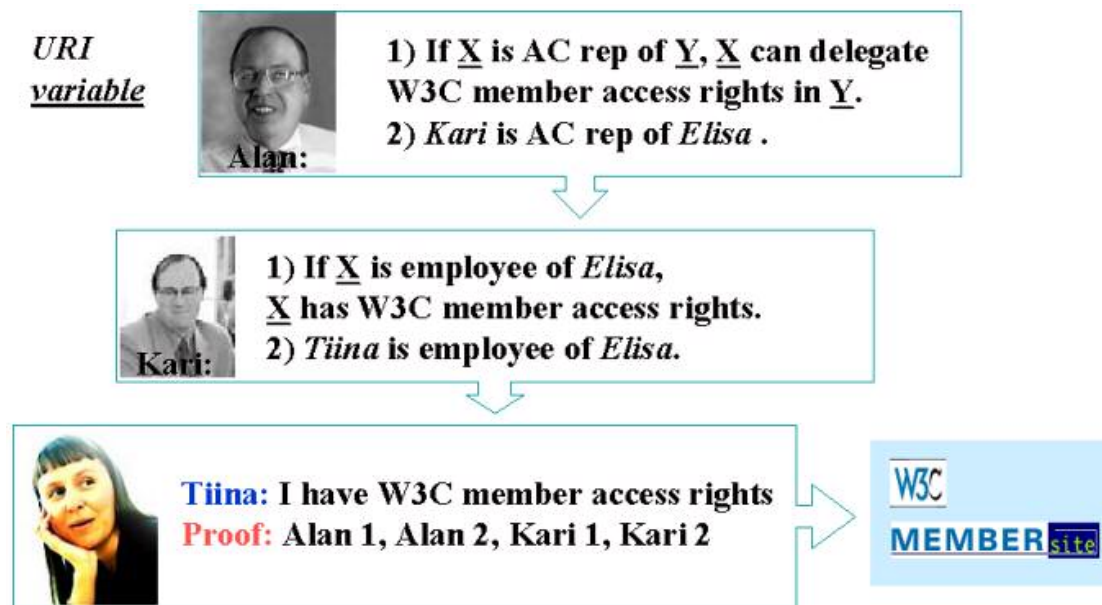 URI
variable
Alan:
1) If X is AC rep of Y, X can delegate
W3C member access rights in Y.
2) Kari is AC rep of Elisa .
Kari:
1) If X is employee of Elisa,
X has W3C member access rights.
2) Tiina is employee of Elisa.
Tiina: I have W3C member access rights
Proof: Alan 1, Alan 2, Kari 1, Kari 2
W3C
MEMBER site